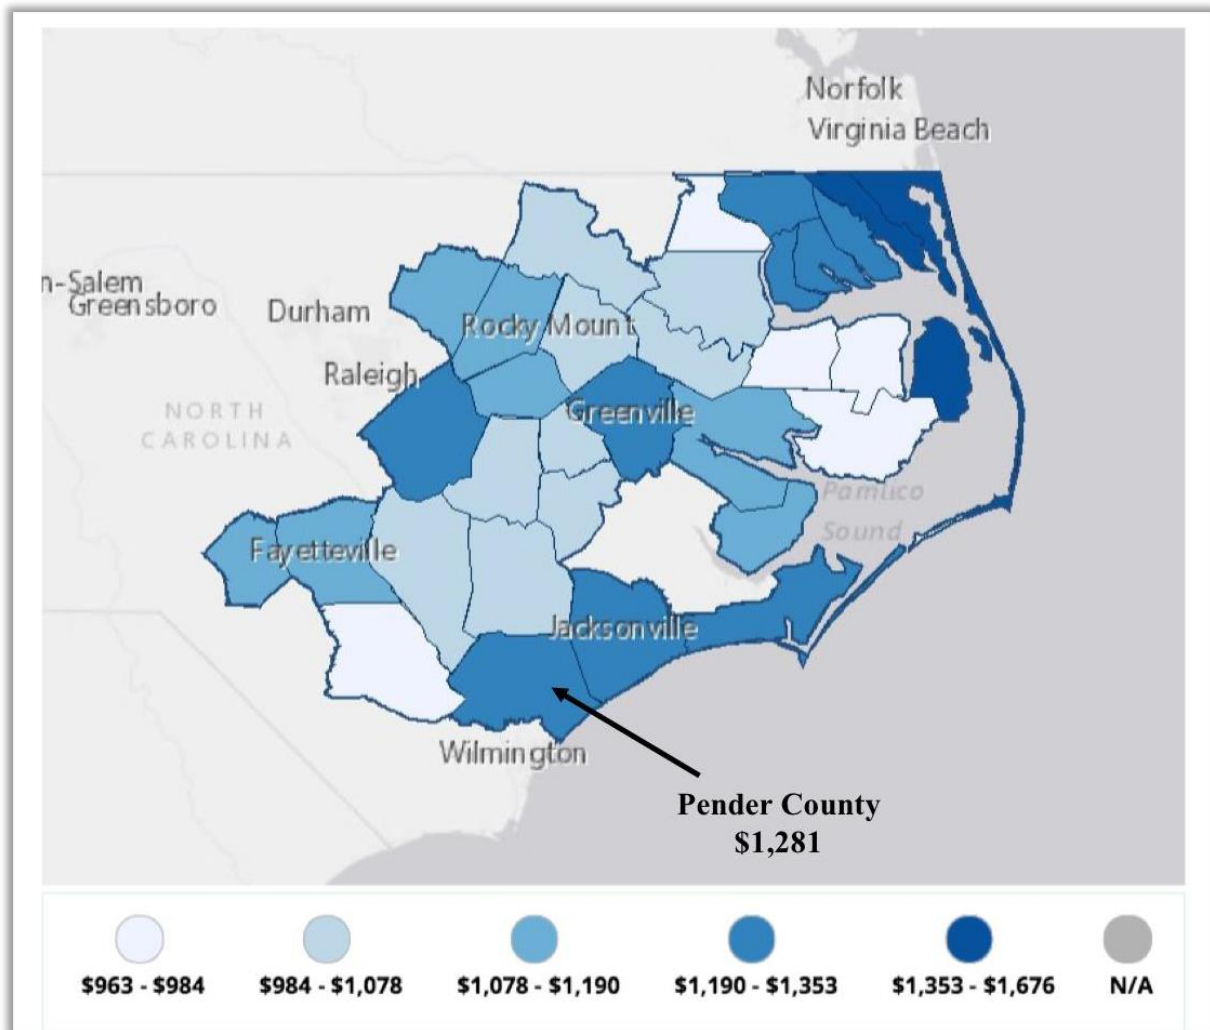 Norfolk
Virginia Beach
n-Salem
Greensboro
Durham
Rocky Mount
Raleigh
NORTH
CAROLINA
Greenville
Pamlico
Sound
Fayetteville
Jacksonville
Wilmington
Pender County
$1,281
$963 - $984
$984 - $1,078
$1,078 - $1,190
$1,190 - $1,353
$1,353 - $1,676
N/A